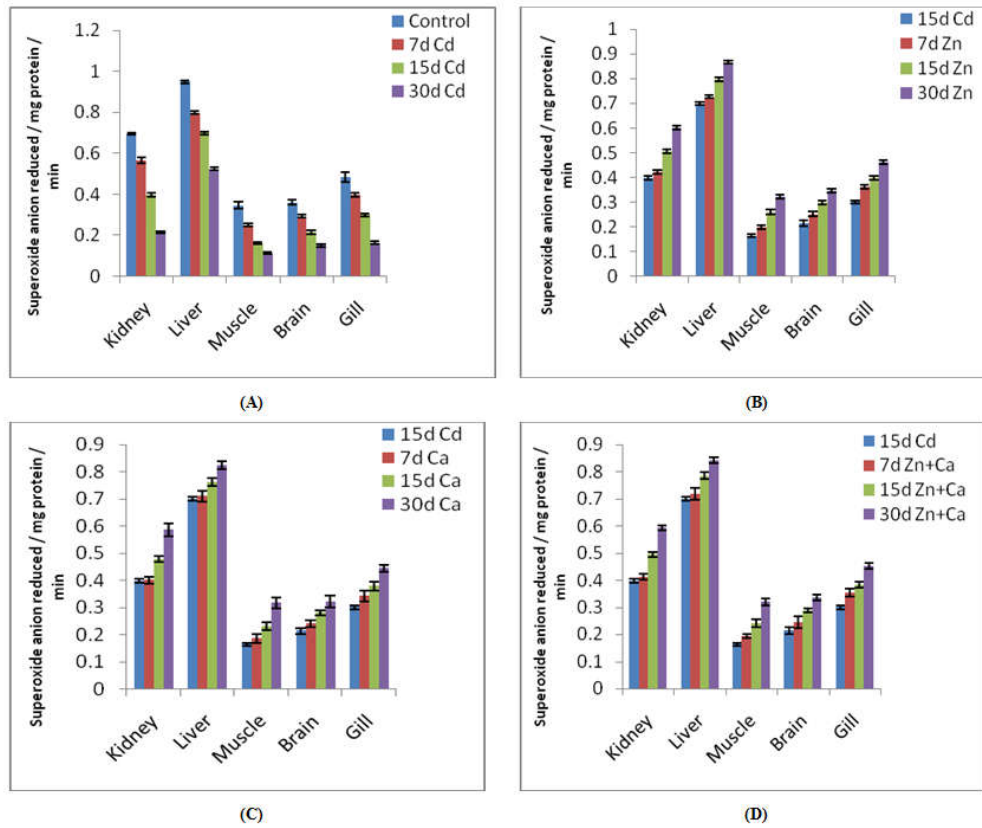 Superoxide anion reduced / mg protein /
min
1.2
1
0.8
0.6
0.4
0.2
0
Kidney
Liver
Muscle
Brain
Gill
Control
7d Cd
15d Cd
30d Cd
(A)
Superoxide anion reduced / mg protein /
min
1
0.9
0.8
0.7
0.6
0.5
0.4
0.3
0.2
0.1
0
Kidney
Liver
Muscle
Brain
Gill
15d Cd
7d Zn
15d Zn
30d Zn
(B)
Superoxide anion reduced / mg protein /
min
0.9
0.8
0.7
0.6
0.5
0.4
0.3
0.2
0.1
0
Kidney
Liver
Muscle
Brain
Gill
15d Cd
7d Ca
15d Ca
30d Ca
(C)
Superoxide anion reduced / mg protein /
min
0.9
0.8
0.7
0.6
0.5
0.4
0.3
0.2
0.1
0
Kidney
Liver
Muscle
Brain
Gill
15d Cd
7d Zn+Ca
15d Zn+Ca
30d Zn+Ca
(D)